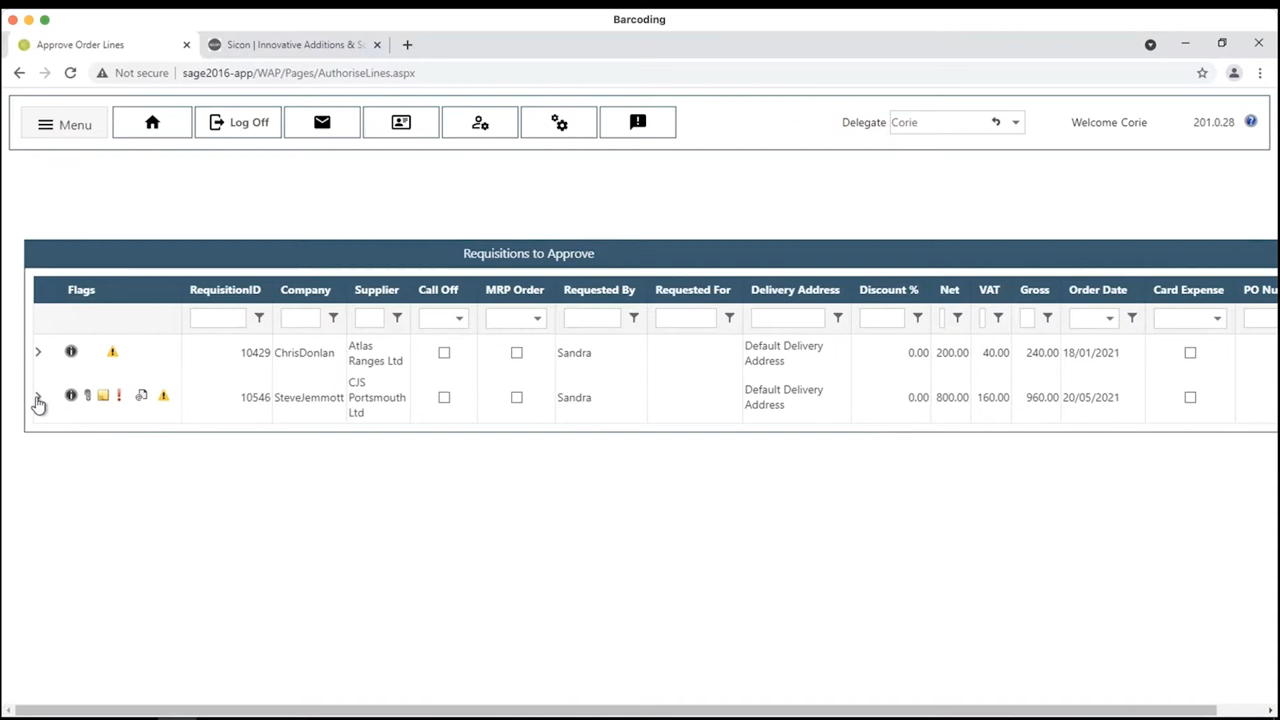 Barcoding
Approve Order Lines
Sicon | Innovative Additions & S
Not secure
sage2016-app/WAP/Pages/AuthoriseLines.aspx
Menu
Log Off
Delegate Corie
Welcome Corie
201.0.28
Requisitions to Approve
Flags RequisitionID Company Supplier Call Off MRP Order Requested By Requested For Delivery Address Discount % Net VAT Gross Order Date Card Expense PO Nu
10429 ChrisDonlan Atlas Ranges Ltd Sandra Default Delivery Address 0.00 200.00 40.00 240.00 18/01/2021
10546 SteveJemmott CJS Portsmouth Ltd Sandra Default Delivery Address 0.00 800.00 160.00 960.00 20/05/2021